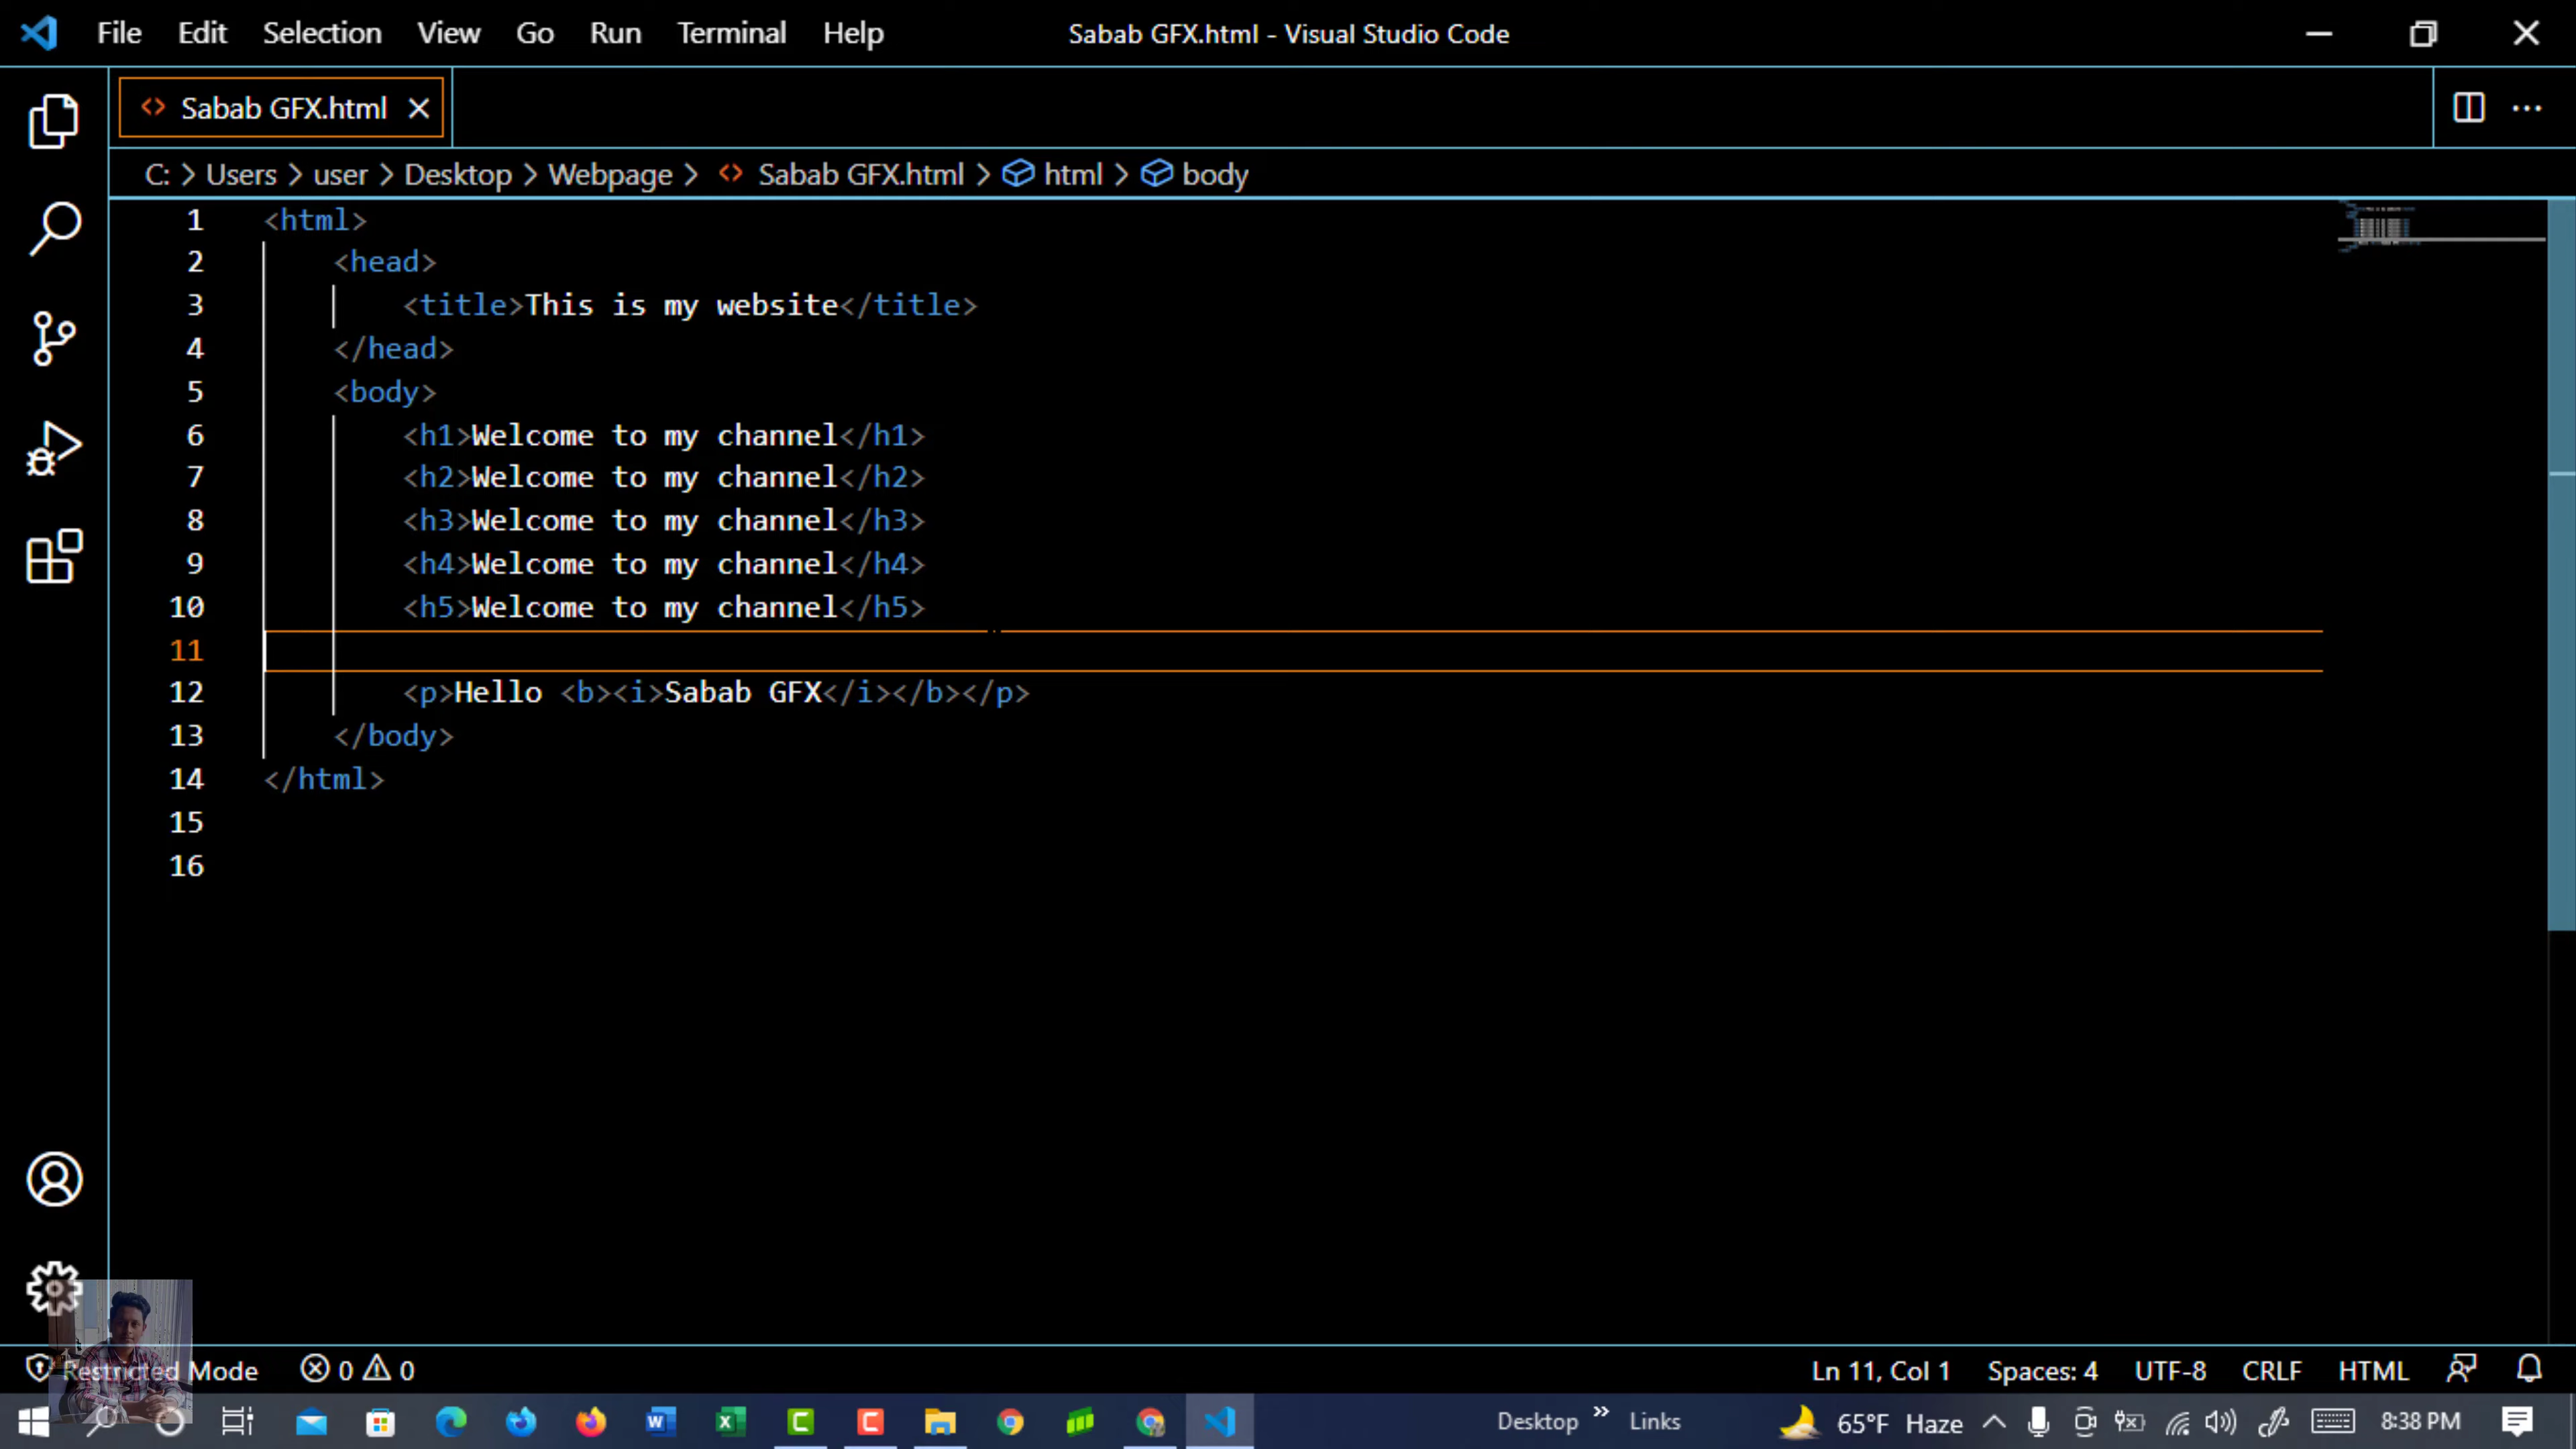 File Edit Selection View Go Run Terminal Help Sabab GFX.html - Visual Studio Code
Sabab GFX.html
C: > Users > user > Desktop > Webpage > <> Sabab GFX.html > html > body
1 <html>
2 <head>
3 <title>This is my website</title>
4 </head>
5 <body>
6 <h1>Welcome to my channel</h1>
7 <h2>Welcome to my channel</h2>
8 <h3>Welcome to my channel</h3>
9 <h4>Welcome to my channel</h4>
10 <h5>Welcome to my channel</h5>
11
12 <p>Hello <b><i>Sabab GFX</i></b></p>
13 </body>
14 </html>
15
16
Restricted Mode 0 0 Ln 11, Col 1 Spaces: 4 UTF-8 CRLF HTML
Desktop » Links 65°F Haze 8:38 PM